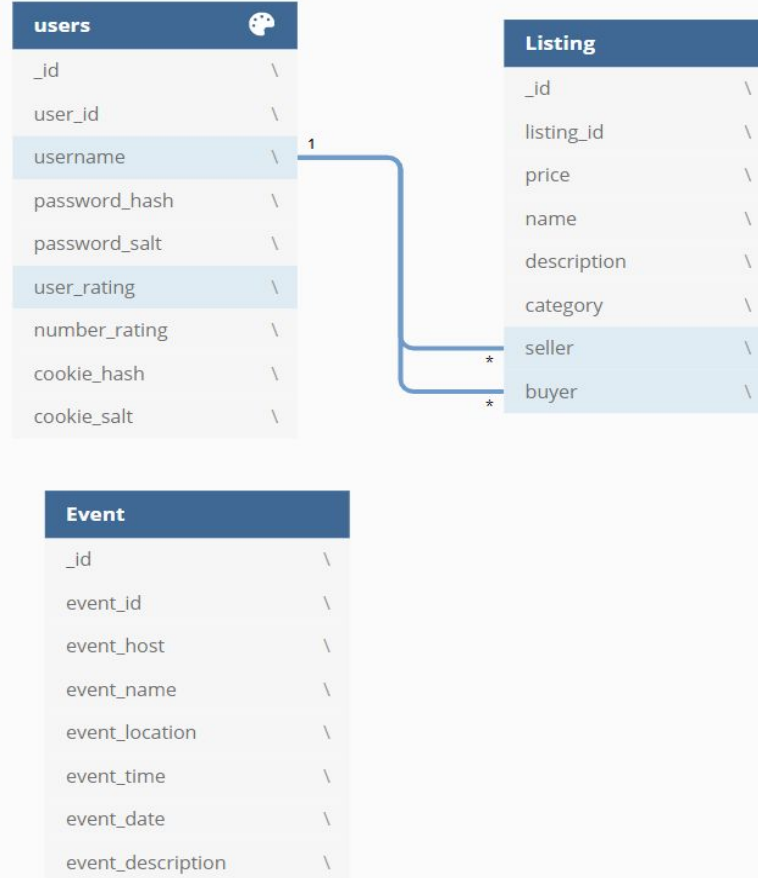 users
_id \
user_id \
username \
password_hash \
password_salt \
user_rating \
number_rating \
cookie_hash \
cookie_salt \
1
*
*
Listing
_id \
listing_id \
price \
name \
description \
category \
seller \
buyer \
Event
_id \
event_id \
event_host \
event_name \
event_location \
event_time \
event_date \
event_description \